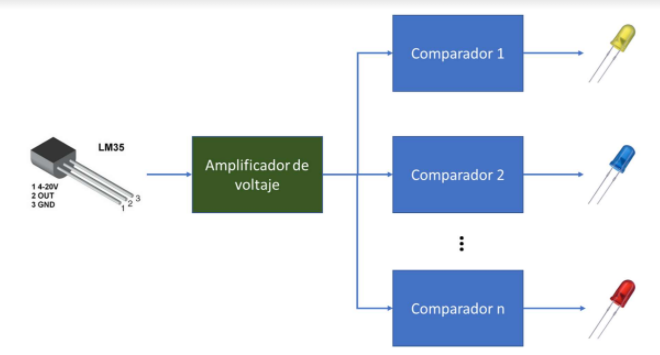 Comparador 1
LM35
1 4-20V
2 OUT
3 GND
1 2 3
Amplificador de
voltaje
Comparador 2
Comparador n